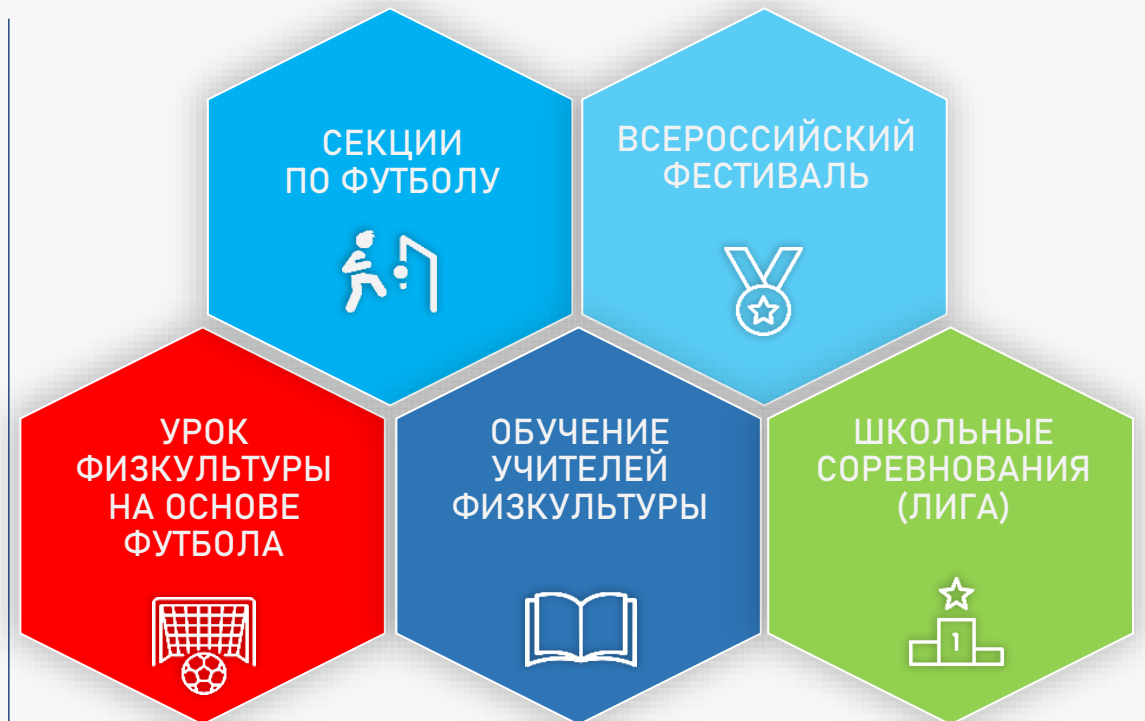 СЕКЦИИ
ПО ФУТБОЛУ
ВСЕРОССИЙСКИЙ
ФЕСТИВАЛЬ
УРОК
ФИЗКУЛЬТУРЫ
НА ОСНОВЕ
ФУТБОЛА
ОБУЧЕНИЕ
УЧИТЕЛЕЙ
ФИЗКУЛЬТУРЫ
ШКОЛЬНЫЕ
СОРЕВНОВАНИЯ
(ЛИГА)
1